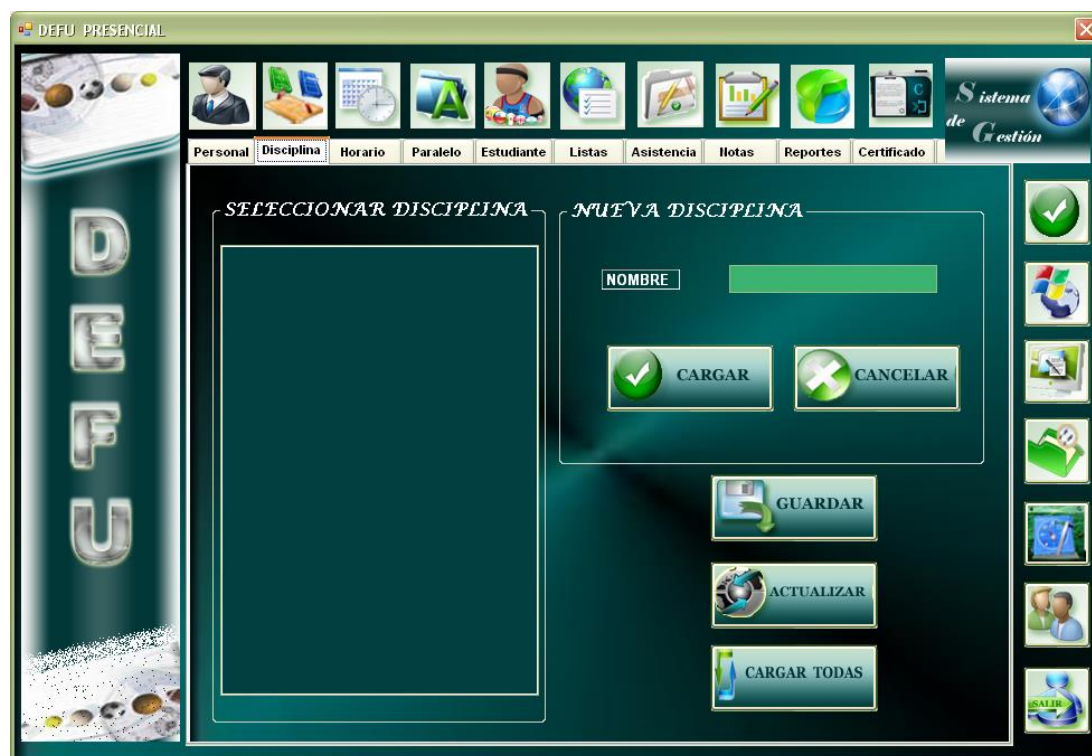 DEFU PRESENCIAL
Sistema
de
Gestión
Personal
Disciplina
Horario
Paralelo
Estudiante
Listas
Asistencia
Notas
Reportes
Certificado
D
E
F
U
SELECCIONAR DISCIPLINA
NUEVA DISCIPLINA
NOMBRE
CARGAR
CANCELAR
GUARDAR
ACTUALIZAR
CARGAR TODAS
SALIR